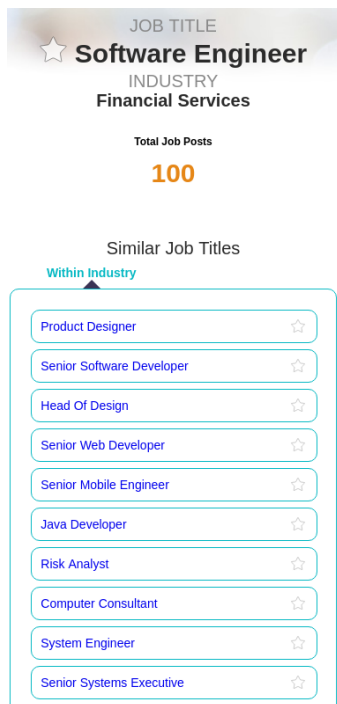 JOB TITLE
Software Engineer
INDUSTRY
Financial Services
Total Job Posts
100
Similar Job Titles
Within Industry
Product Designer
Senior Software Developer
Head Of Design
Senior Web Developer
Senior Mobile Engineer
Java Developer
Risk Analyst
Computer Consultant
System Engineer
Senior Systems Executive